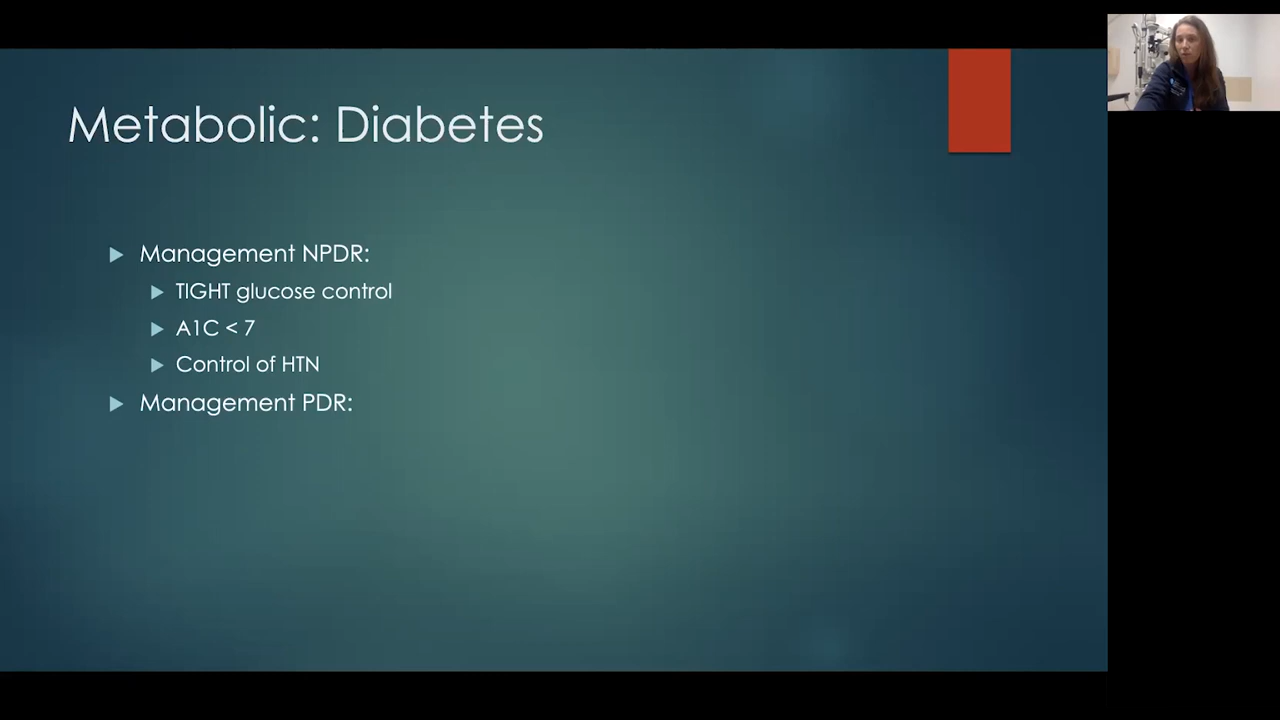 Metabolic: Diabetes
Management NPDR:
TIGHT glucose control
A1C < 7
Control of HTN
Management PDR: